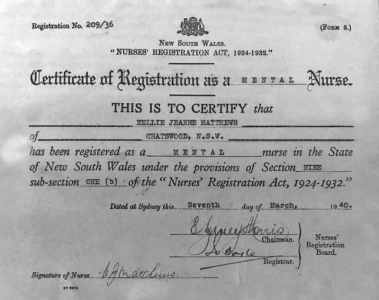 Registration No. 209/36
(FORM 8.)
NEW SOUTH WALES.
"NURSES' REGISTRATION ACT, 1924-1932."
Certificate of Registration as a MENTAL Nurse.
THIS IS TO CERTIFY that
NELLIE JEANNE MATTHEWS
of CHATSWOOD, N.S.W.
has been registered as a MENTAL nurse in the State
of New South Wales under the provisions of Section NINE
sub-section ONE (b) of the "Nurses' Registration Act, 1924-1932."
Dated at Sydney this Seventh day of March, 1940.
Chairman.
Registrar.
Nurses'
Registration
Board.
Signature of Nurse N J Matthews.